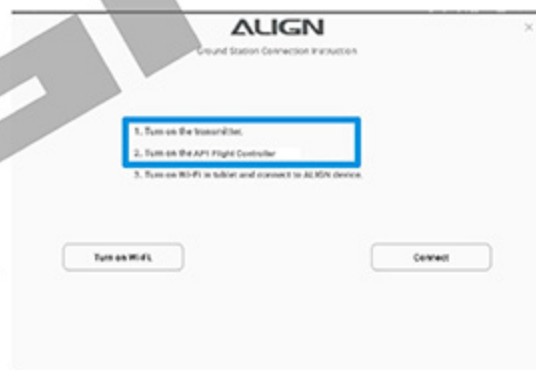 ALIGN
Ground Station Connection Instruction
1. Turn on the transmitter.
2. Turn on the AP1 Flight Controller
3. Turn on Wi-Fi in tablet and connect to ALIGN device.
Turn on Wi-Fi.
Connect